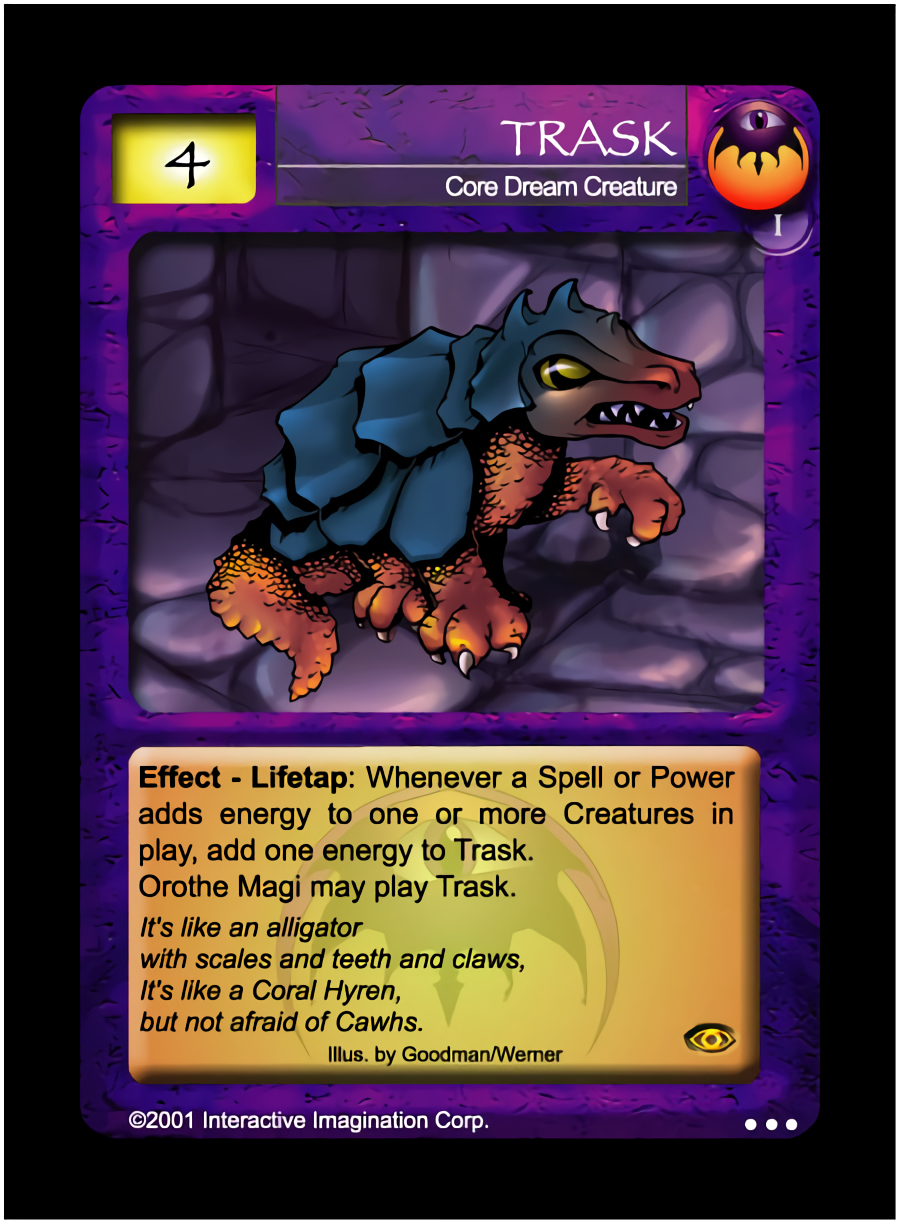 4
TRASK
Core Dream Creature
I
Effect - Lifetap: Whenever a Spell or Power
adds energy to one or more Creatures in
play, add one energy to Trask.
Orothe Magi may play Trask.
It's like an alligator
with scales and teeth and claws,
It's like a Coral Hyren,
but not afraid of Cawhs.
Illus. by Goodman/Werner
©2001 Interactive Imagination Corp.